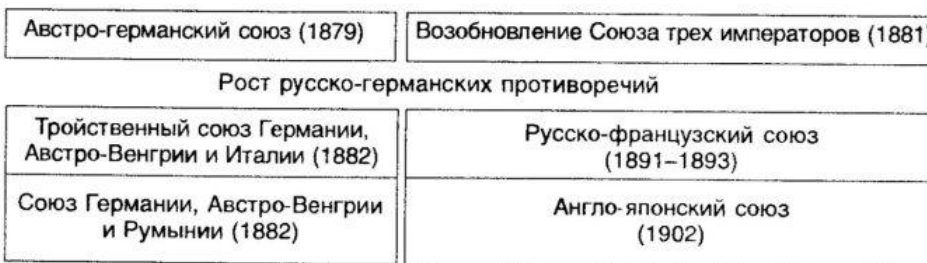 Австро-германский союз (1879)
Возобновление Союза трех императоров (1881)
Рост русско-германских противоречий
Тройственный союз Германии,
Австро-Венгрии и Италии (1882)
Русско-французский союз
(1891–1893)
Союз Германии, Австро-Венгрии
и Румынии (1882)
Англо-японский союз
(1902)